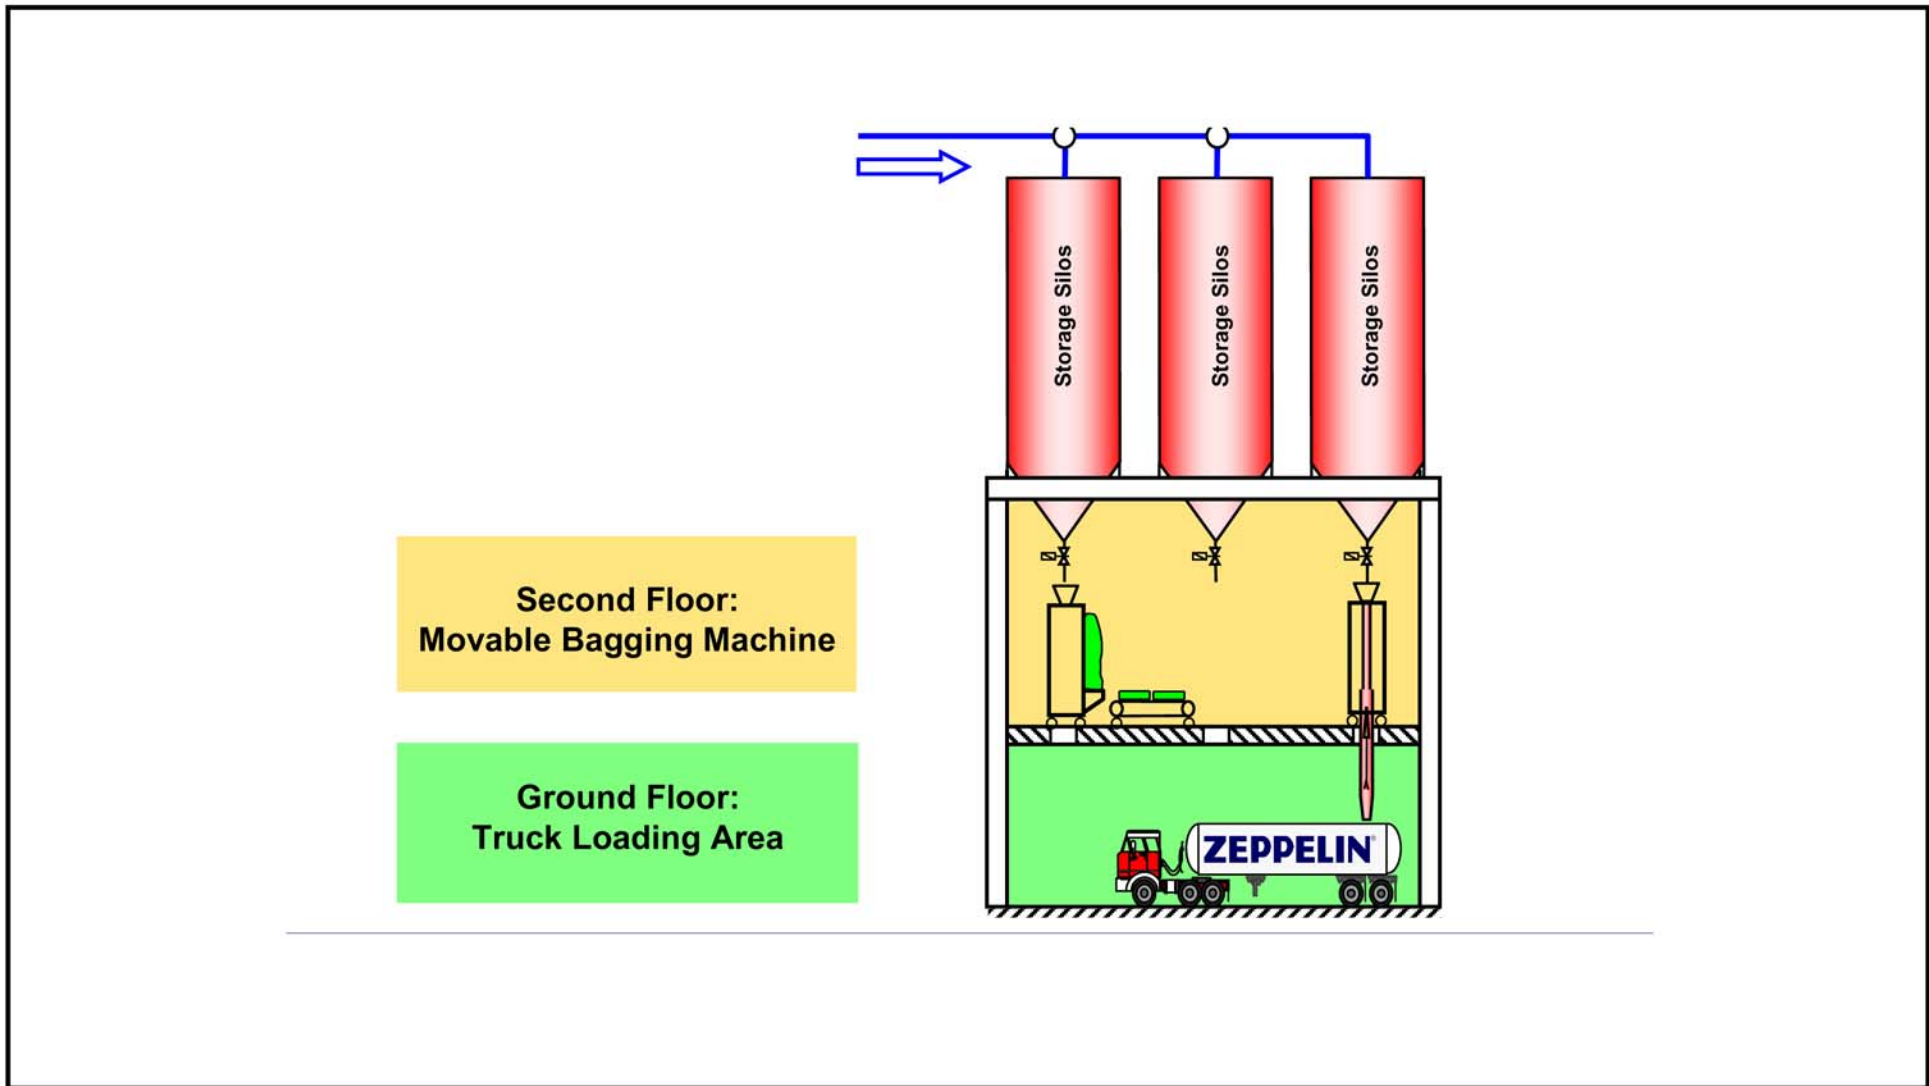 Storage Silos
Storage Silos
Storage Silos
Second Floor:
Movable Bagging Machine
Ground Floor:
Truck Loading Area
ZEPPELIN®